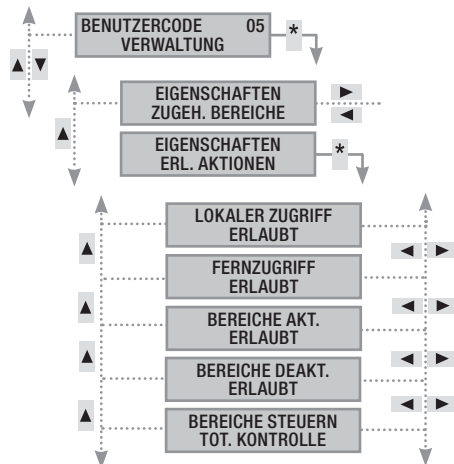 BENUTZERCODE 05
VERWALTUNG
*
EIGENSCHAFTEN
ZUGEH. BEREICHE
EIGENSCHAFTEN
ERL. AKTIONEN
*
LOKALER ZUGRIFF
ERLAUBT
FERNZUGRIFF
ERLAUBT
BEREICHE AKT.
ERLAUBT
BEREICHE DEAKT.
ERLAUBT
BEREICHE STEUERN
TOT. KONTROLLE